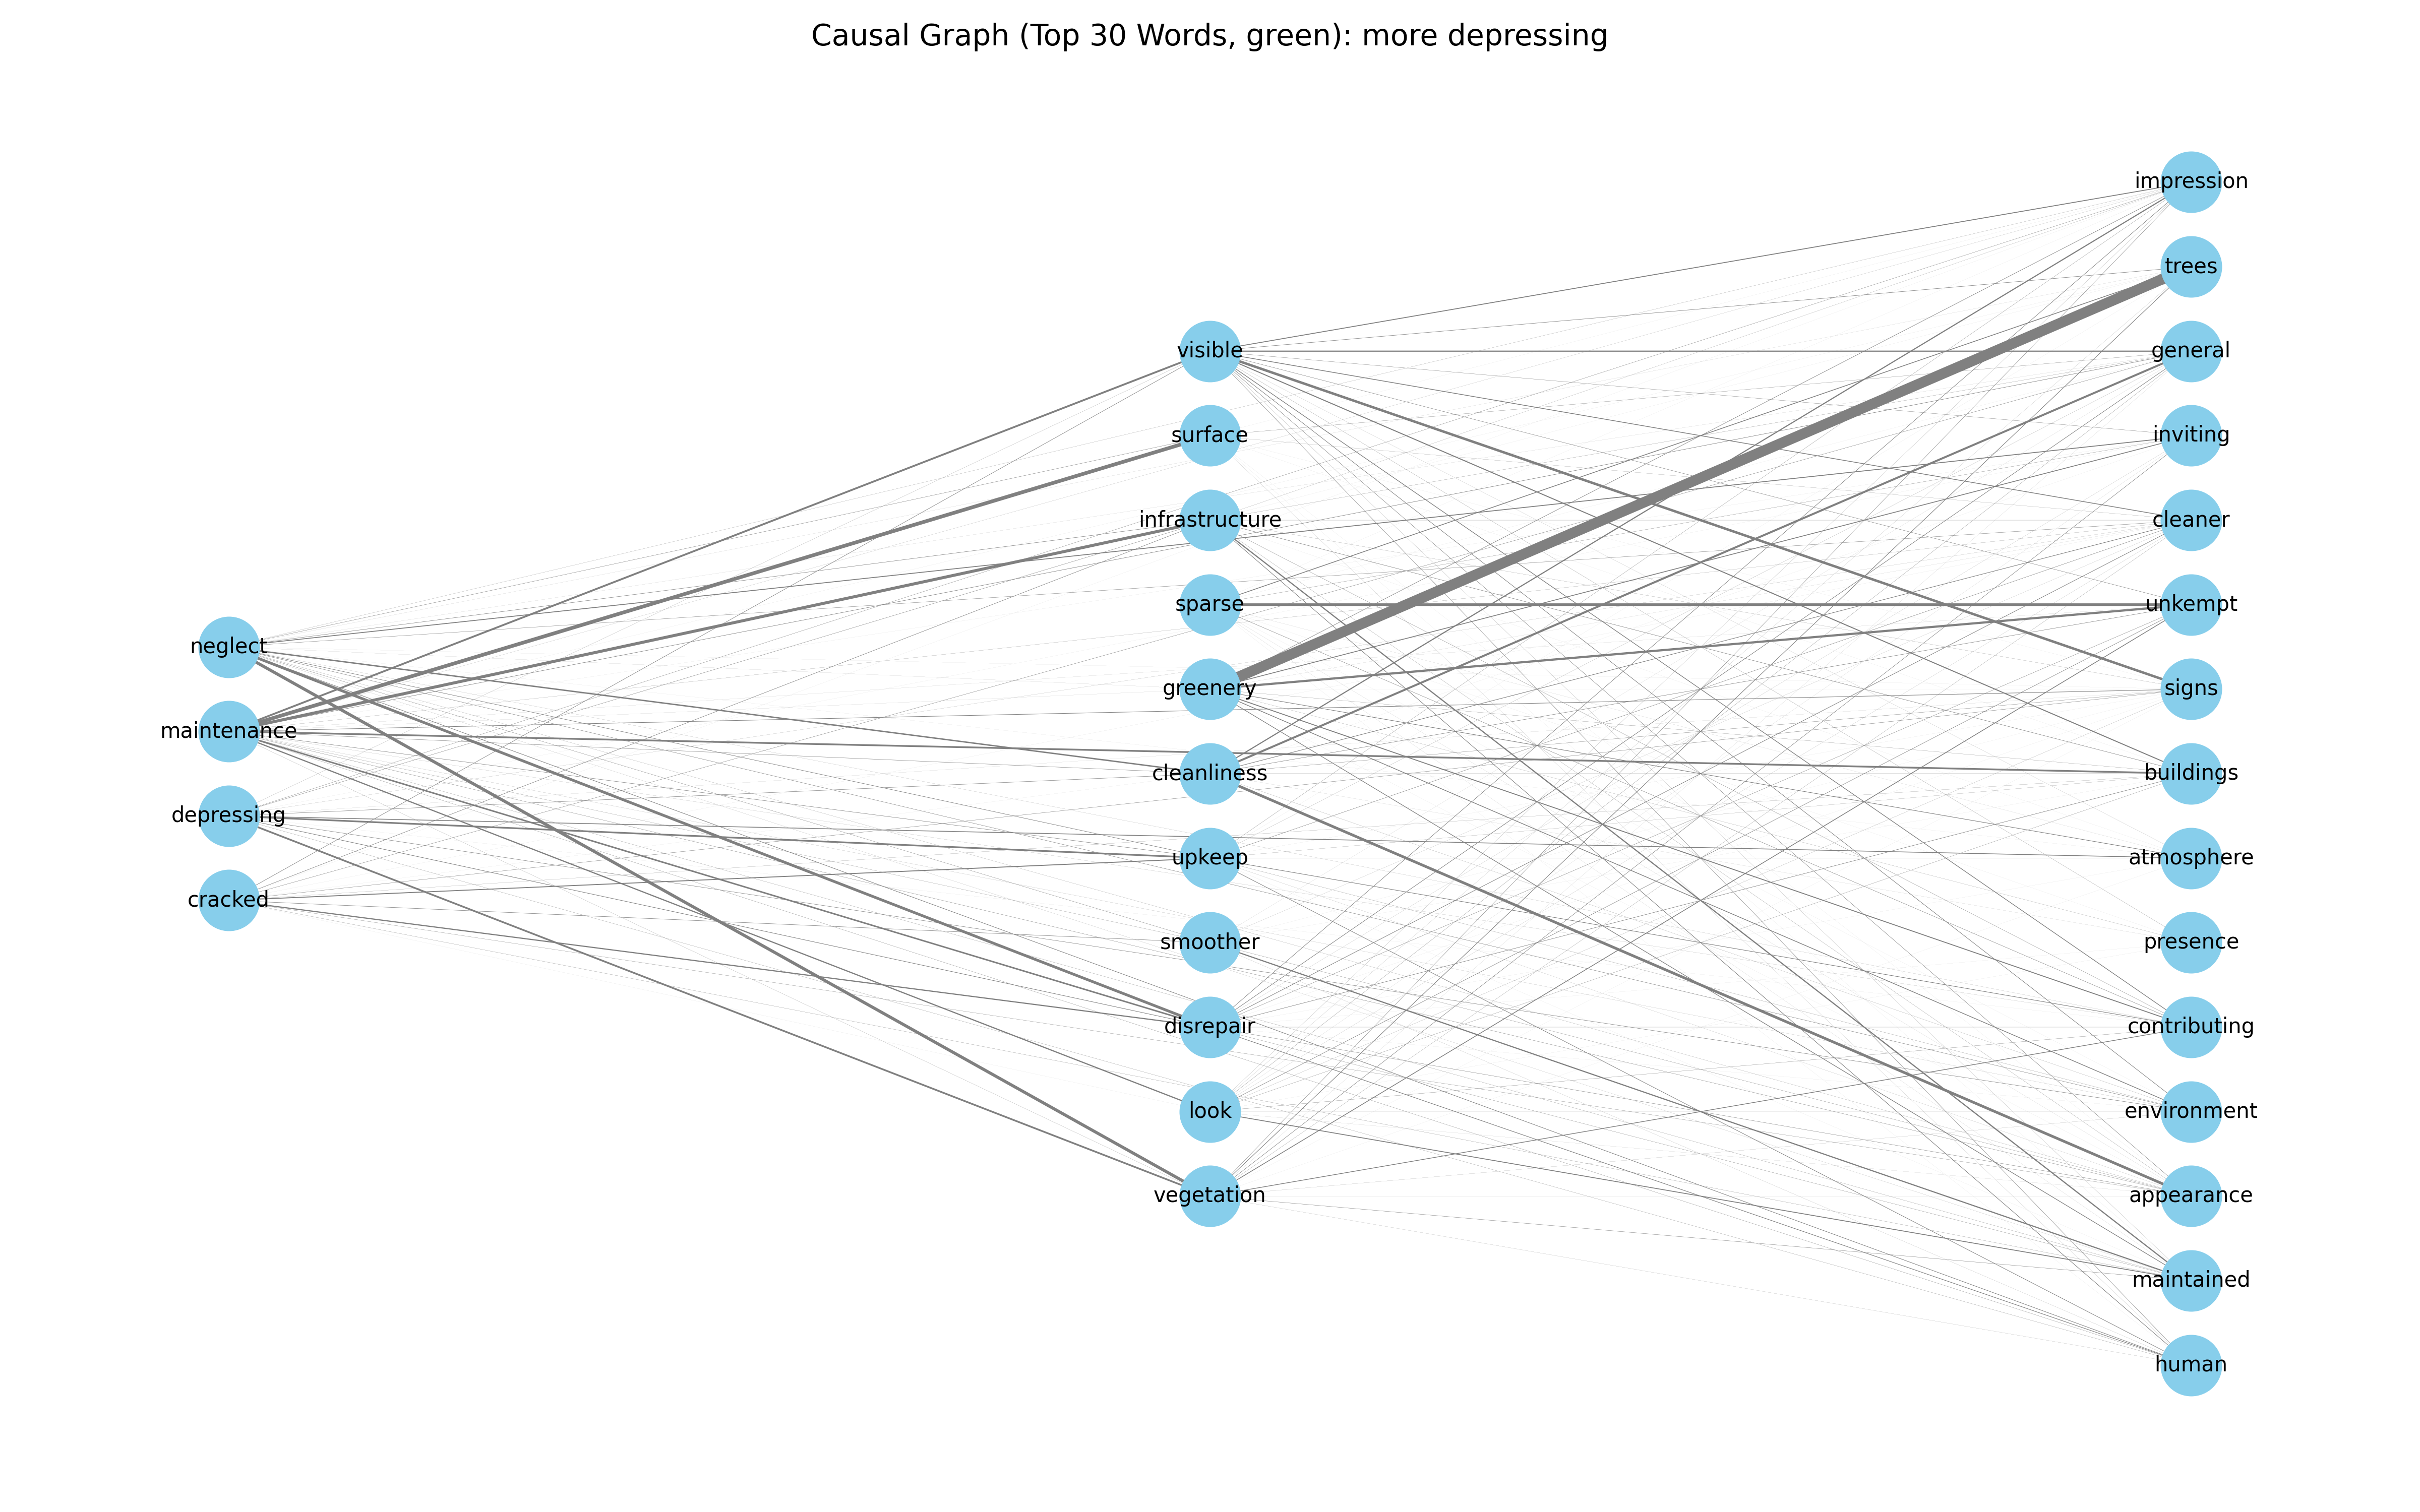 Causal Graph (Top 30 Words, green): more depressing
neglect
maintenance
depressing
cracked
visible
surface
infrastructure
sparse
greenery
cleanliness
upkeep
smoother
disrepair
look
vegetation
impression
trees
general
inviting
cleaner
unkempt
signs
buildings
atmosphere
presence
contributing
environment
appearance
maintained
human